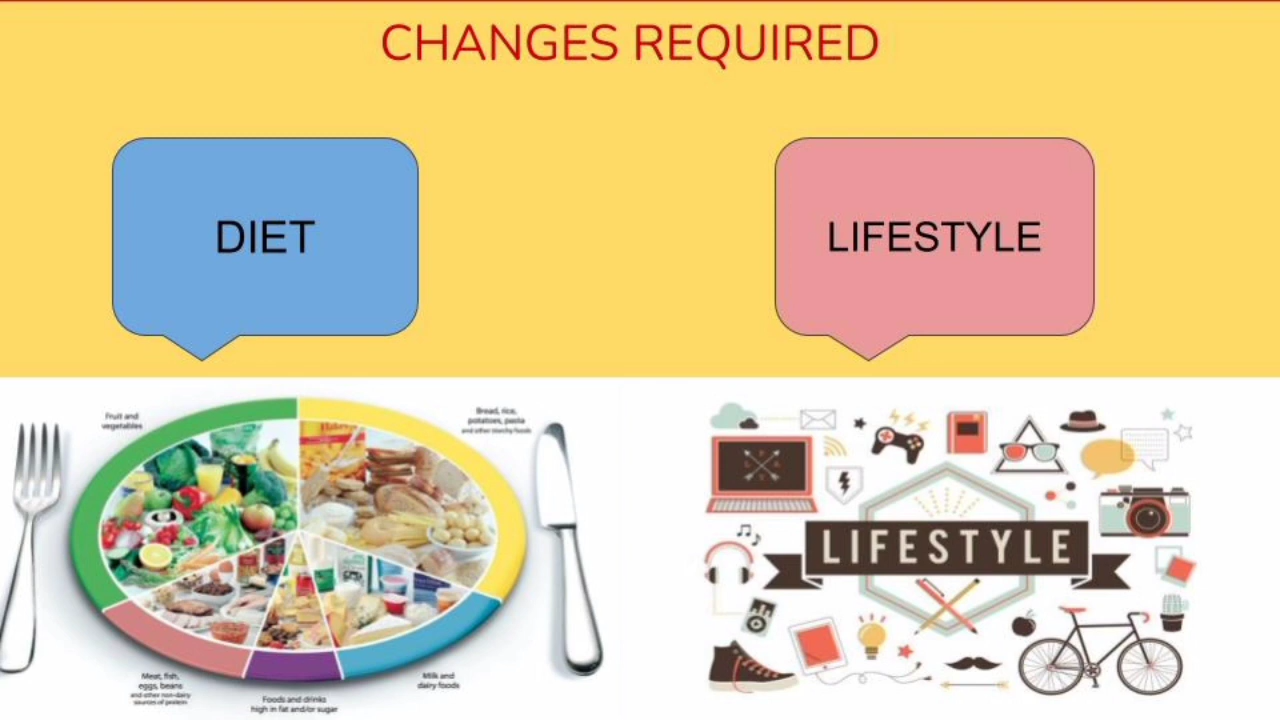 CHANGES REQUIRED
DIET
LIFESTYLE
Fruit and
vegetables
Bread, rice,
potatoes, pasta
and other starchy foods
LIFESTYLE
Meat, fish,
eggs, beans
and other non-dairy
sources of protein
Foods and drinks
high in fat and/or sugar
Milk and
dairy foods